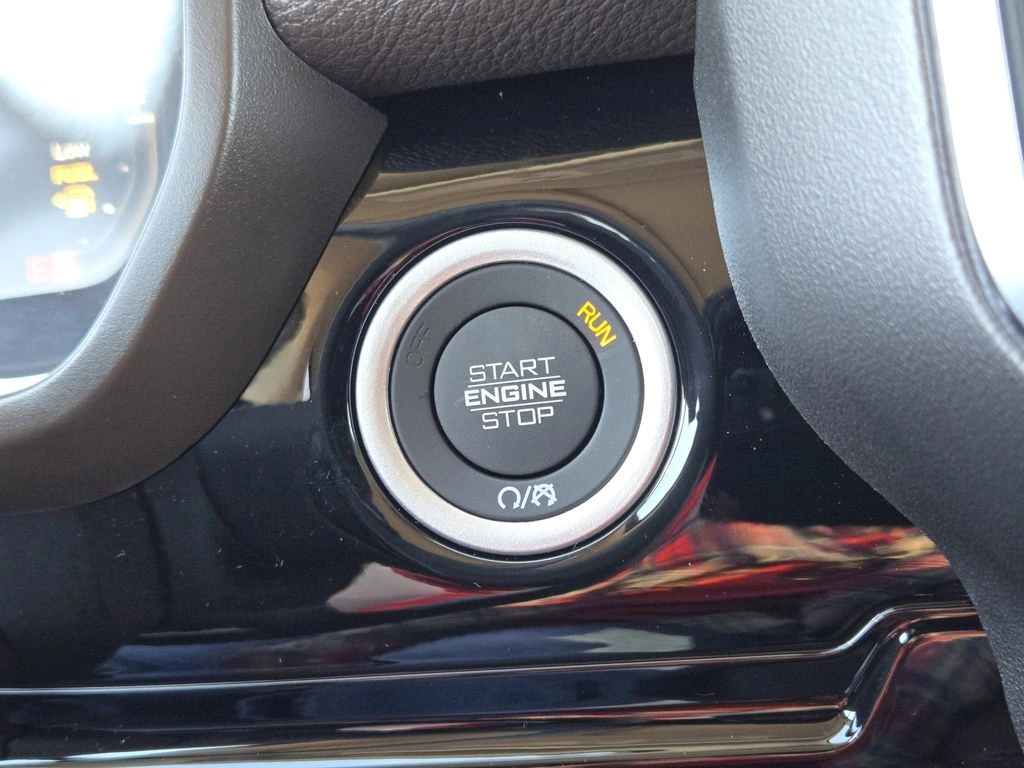 LOW
FUEL
E
OFF
RUN
START
ENGINE
STOP
/